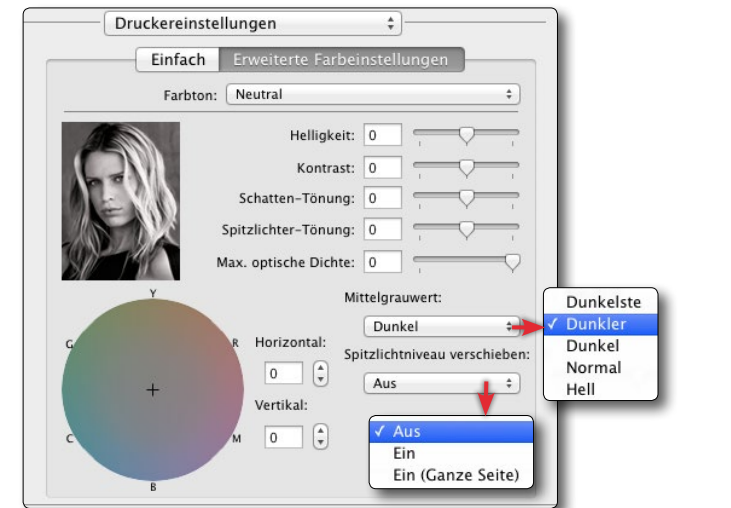 Druckereinstellungen
Einfach Erweiterte Farbeinstellungen
Farbton: Neutral
Helligkeit: 0
Kontrast: 0
Schatten-Tönung: 0
Spitzlichter-Tönung: 0
Max. optische Dichte: 0
Mittelgrauwert:
Dunkel
Spitzlichtniveau verschieben:
Aus
Y
G
R
C
M
B
Horizontal:
0
Vertikal:
0
Dunkelste
✓ Dunkler
Dunkel
Normal
Hell
✓ Aus
Ein
Ein (Ganze Seite)